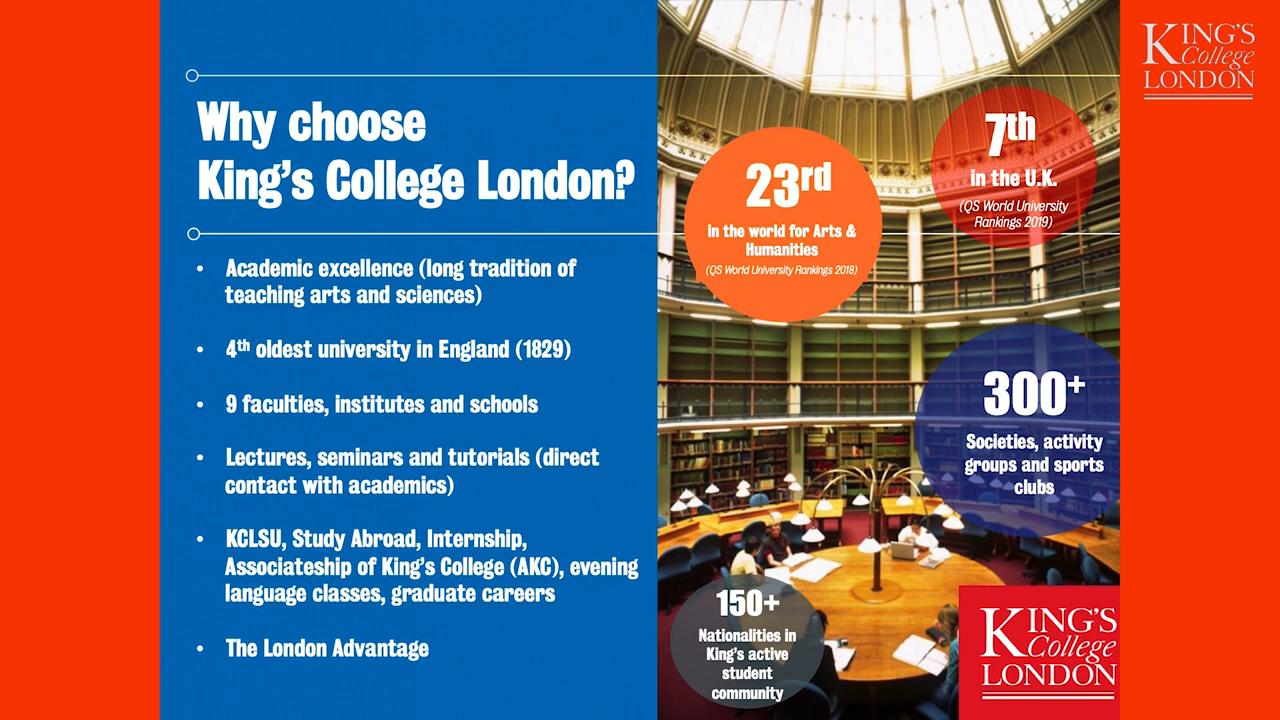 Why choose
King's College London?
• Academic excellence (long tradition of
teaching arts and sciences)
• 4th oldest university in England (1829)
• 9 faculties, institutes and schools
• Lectures, seminars and tutorials (direct
contact with academics)
• KCLSU, Study Abroad, Internship,
Associateship of King's College (AKC), evening
language classes, graduate careers
• The London Advantage
23rd
in the world for Arts &
Humanities
(QS World University Rankings 2018)
7th
in the U.K.
(QS World University
Rankings 2019)
300+
Societies, activity
groups and sports
clubs
150+
Nationalities in
King's active
student
community
KING'S
College
LONDON
KING'S
College
LONDON